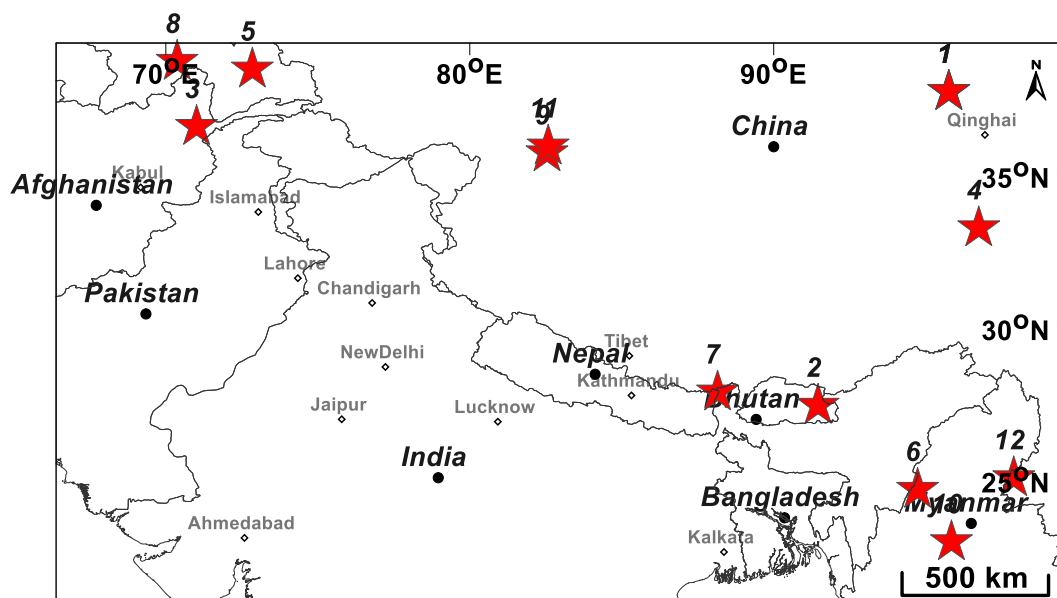 8
5
1
70°E
80°E
90°E
N
3
11
9
China
Qinghai
Kabul
Afghanistan
Islamabad
35°N
4
Lahore
Chandigarh
Pakistan
30°N
Tibet
NewDelhi
Nepal
7
2
Kathmandu
Bhutan
Jaipur
Lucknow
India
6
12
25°N
Bangladesh
10
Myanmar
Ahmedabad
Kalkata
500 km